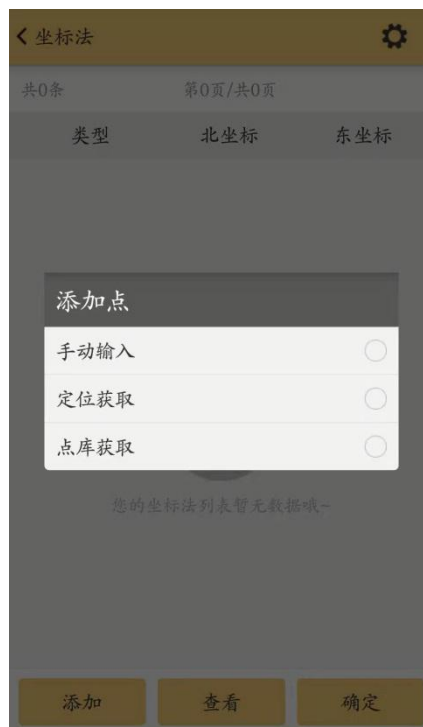 坐标法
共0条 第0页/共0页
类型 北坐标 东坐标
添加点
手动输入
定位获取
点库获取
您的坐标法列表暂无数据哦~
添加 查看 确定